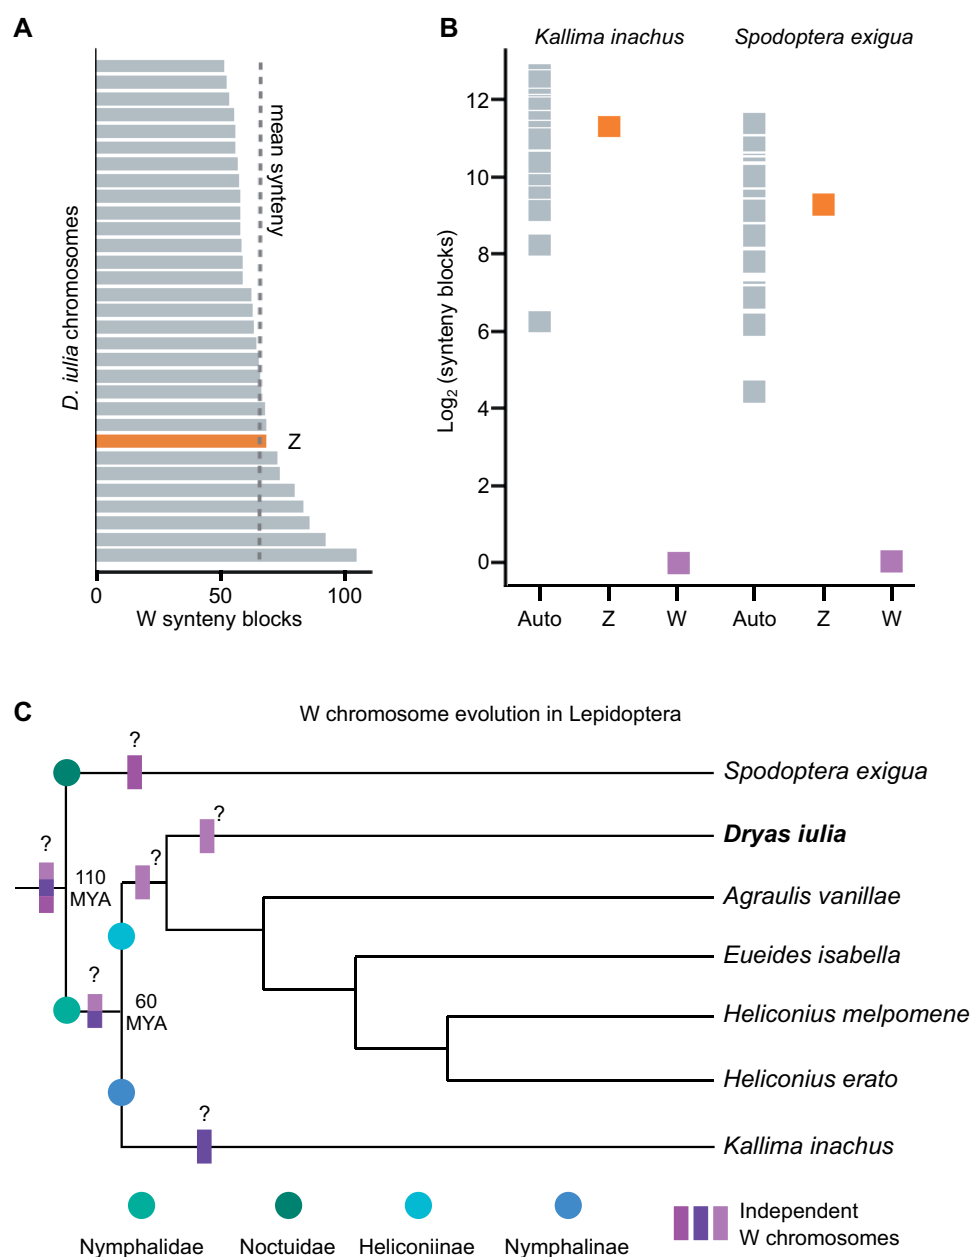 A
D. iulia chromosomes
mean synteny
Z
0
50
100
W synteny blocks
B
Kallima inachus
Spodoptera exigua
Log2 (synteny blocks)
12
10
8
6
4
2
0
Auto
Z
W
Auto
Z
W
C
W chromosome evolution in Lepidoptera
?
Spodoptera exigua
?
Dryas iulia
?
?
110
MYA
Agraulis vanillae
Eueides isabella
?
60
MYA
Heliconius melpomene
Heliconius erato
?
Kallima inachus
Nymphalidae
Noctuidae
Heliconiinae
Nymphalinae
Independent
W chromosomes